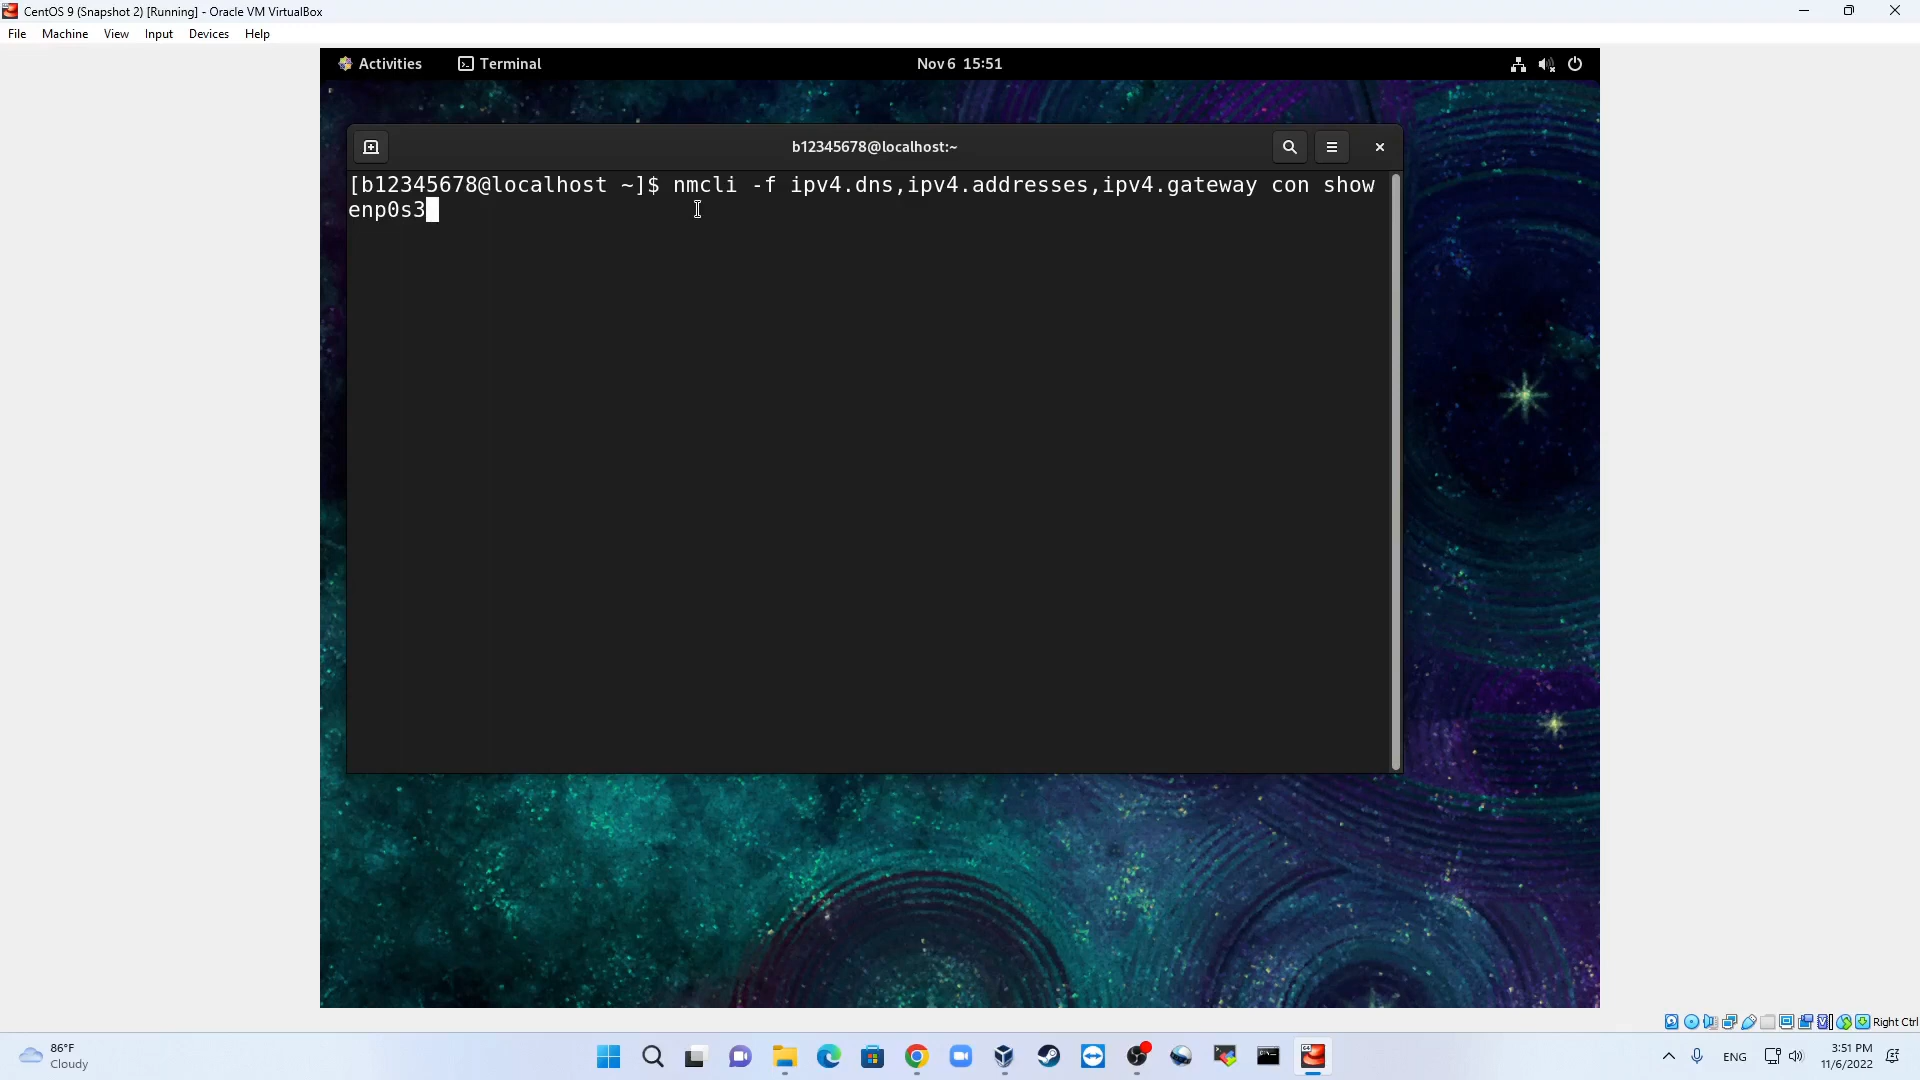 CentOS 9 (Snapshot 2) [Running] - Oracle VM VirtualBox
File Machine View Input Devices Help
Activities Terminal Nov 6 15:51
b12345678@localhost:~
[b12345678@localhost ~]$ nmcli -f ipv4.dns,ipv4.addresses,ipv4.gateway con show
enp0s3
Right Ctrl
86°F
Cloudy
ENG
3:51 PM
11/6/2022